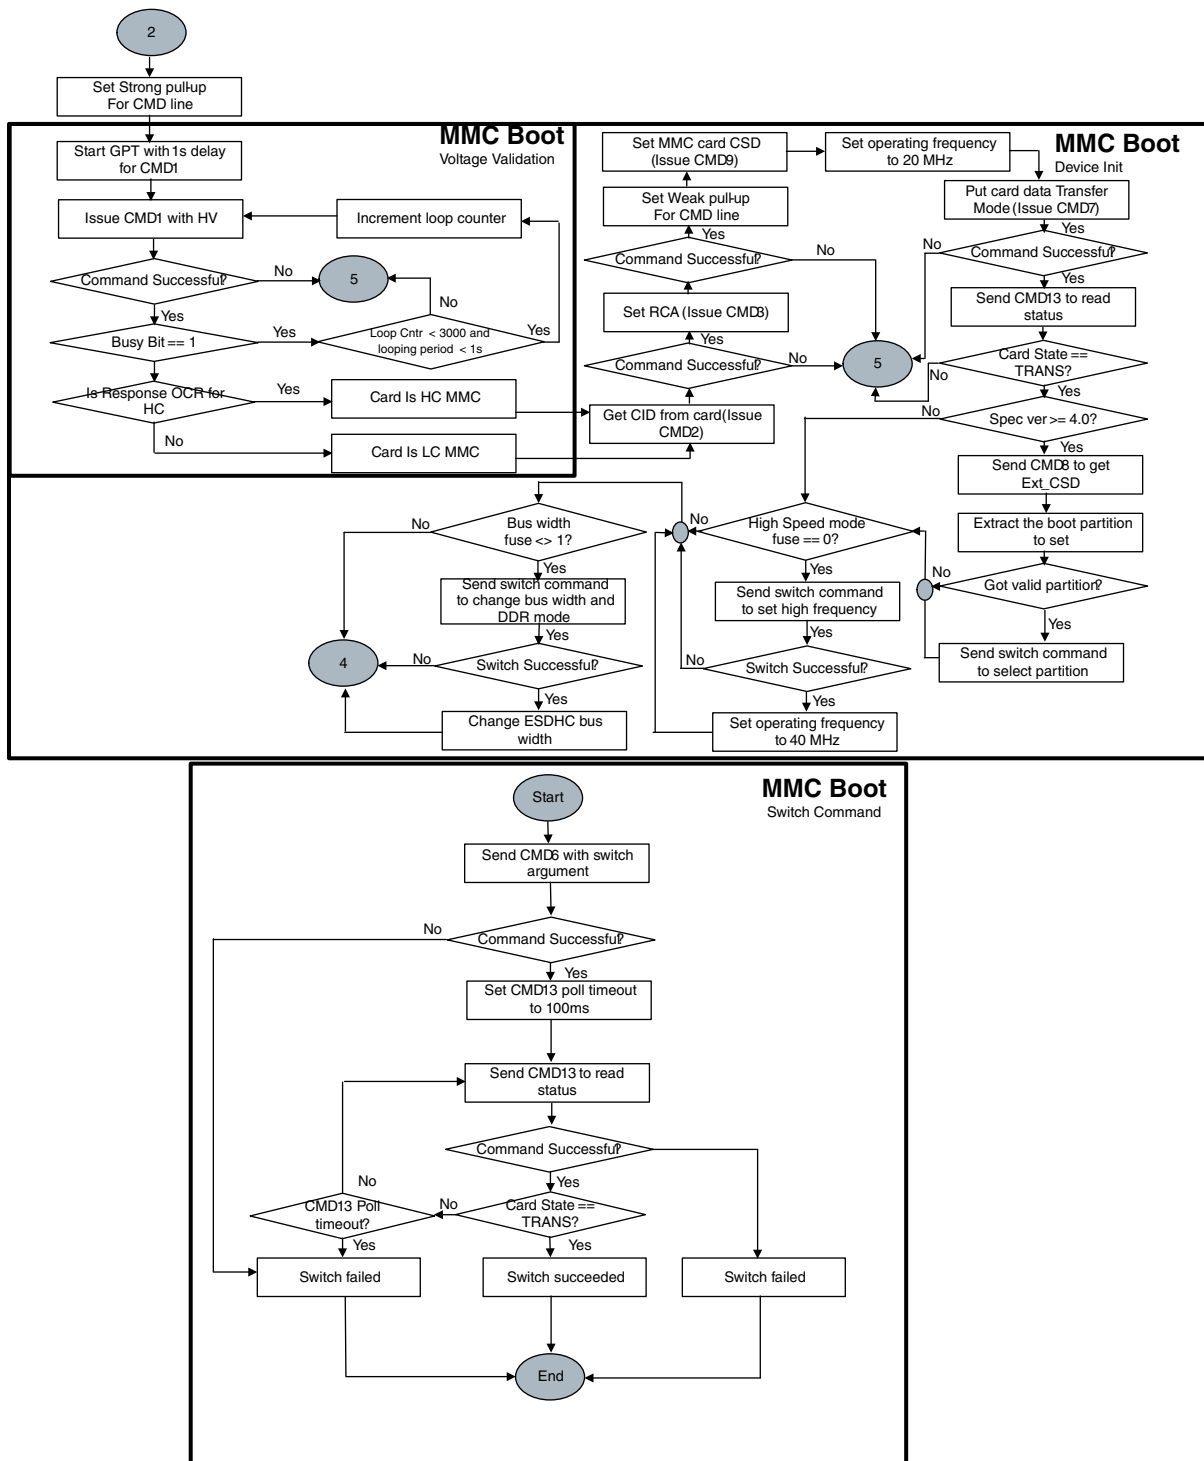 2
Set Strong pull-up
For CMD line
MMC Boot
Voltage Validation
Start GPT with 1s delay
for CMD1
Issue CMD1 with HV
Increment loop counter
Command Successful?
No
5
No
Yes
Busy Bit == 1
Yes
Loop Cntr < 3000 and
looping period < 1s
Yes
Is Response OCR for
HC
Yes
Card Is HC MMC
No
Card Is LC MMC
MMC Boot
Device Init
Set MMC card CSD
(Issue CMD9)
Set operating frequency
to 20 MHz
Set Weak pull-up
For CMD line
Put card data Transfer
Mode (Issue CMD7)
Yes
Command Successful?
No
No
Yes
Command Successful?
Yes
Set RCA (Issue CMD3)
Send CMD13 to read
status
Yes
Command Successful?
No
5
Card State ==
TRANS?
No
Yes
Get CID from card(Issue
CMD2)
No
Spec ver >= 4.0?
Yes
Send CMD8 to get
Ext_CSD
Extract the boot partition
to set
No
Got valid partition?
Yes
Send switch command
to select partition
No
High Speed mode
fuse == 0?
Yes
Send switch command
to set high frequency
Yes
No
Switch Successful?
Yes
Set operating frequency
to 40 MHz
No
Bus width
fuse <> 1?
Yes
Send switch command
to change bus width and
DDR mode
Yes
4
No
Switch Successful?
Yes
Change ESDHC bus
width
MMC Boot
Switch Command
Start
Send CMD6 with switch
argument
No
Command Successful?
Yes
Set CMD13 poll timeout
to 100ms
Send CMD13 to read
status
Command Successful?
No
Yes
CMD13 Poll
timeout?
No
Card State ==
TRANS?
Yes
Yes
Switch failed
Switch succeeded
Switch failed
End